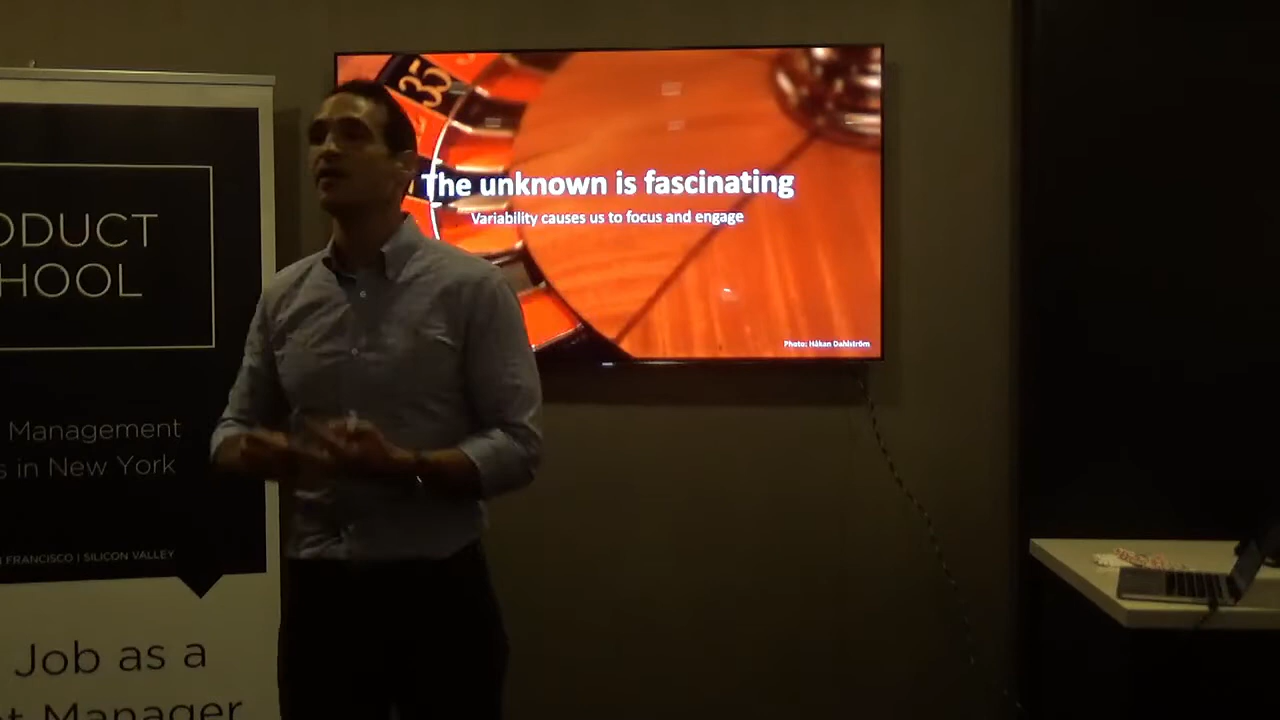 ODUCT
HOOL
Management
s in New York
FRANCISCO | SILICON VALLEY
Job as a
t Manager
35
The unknown is fascinating
Variability causes us to focus and engage
Photo: Håkan Dahlström